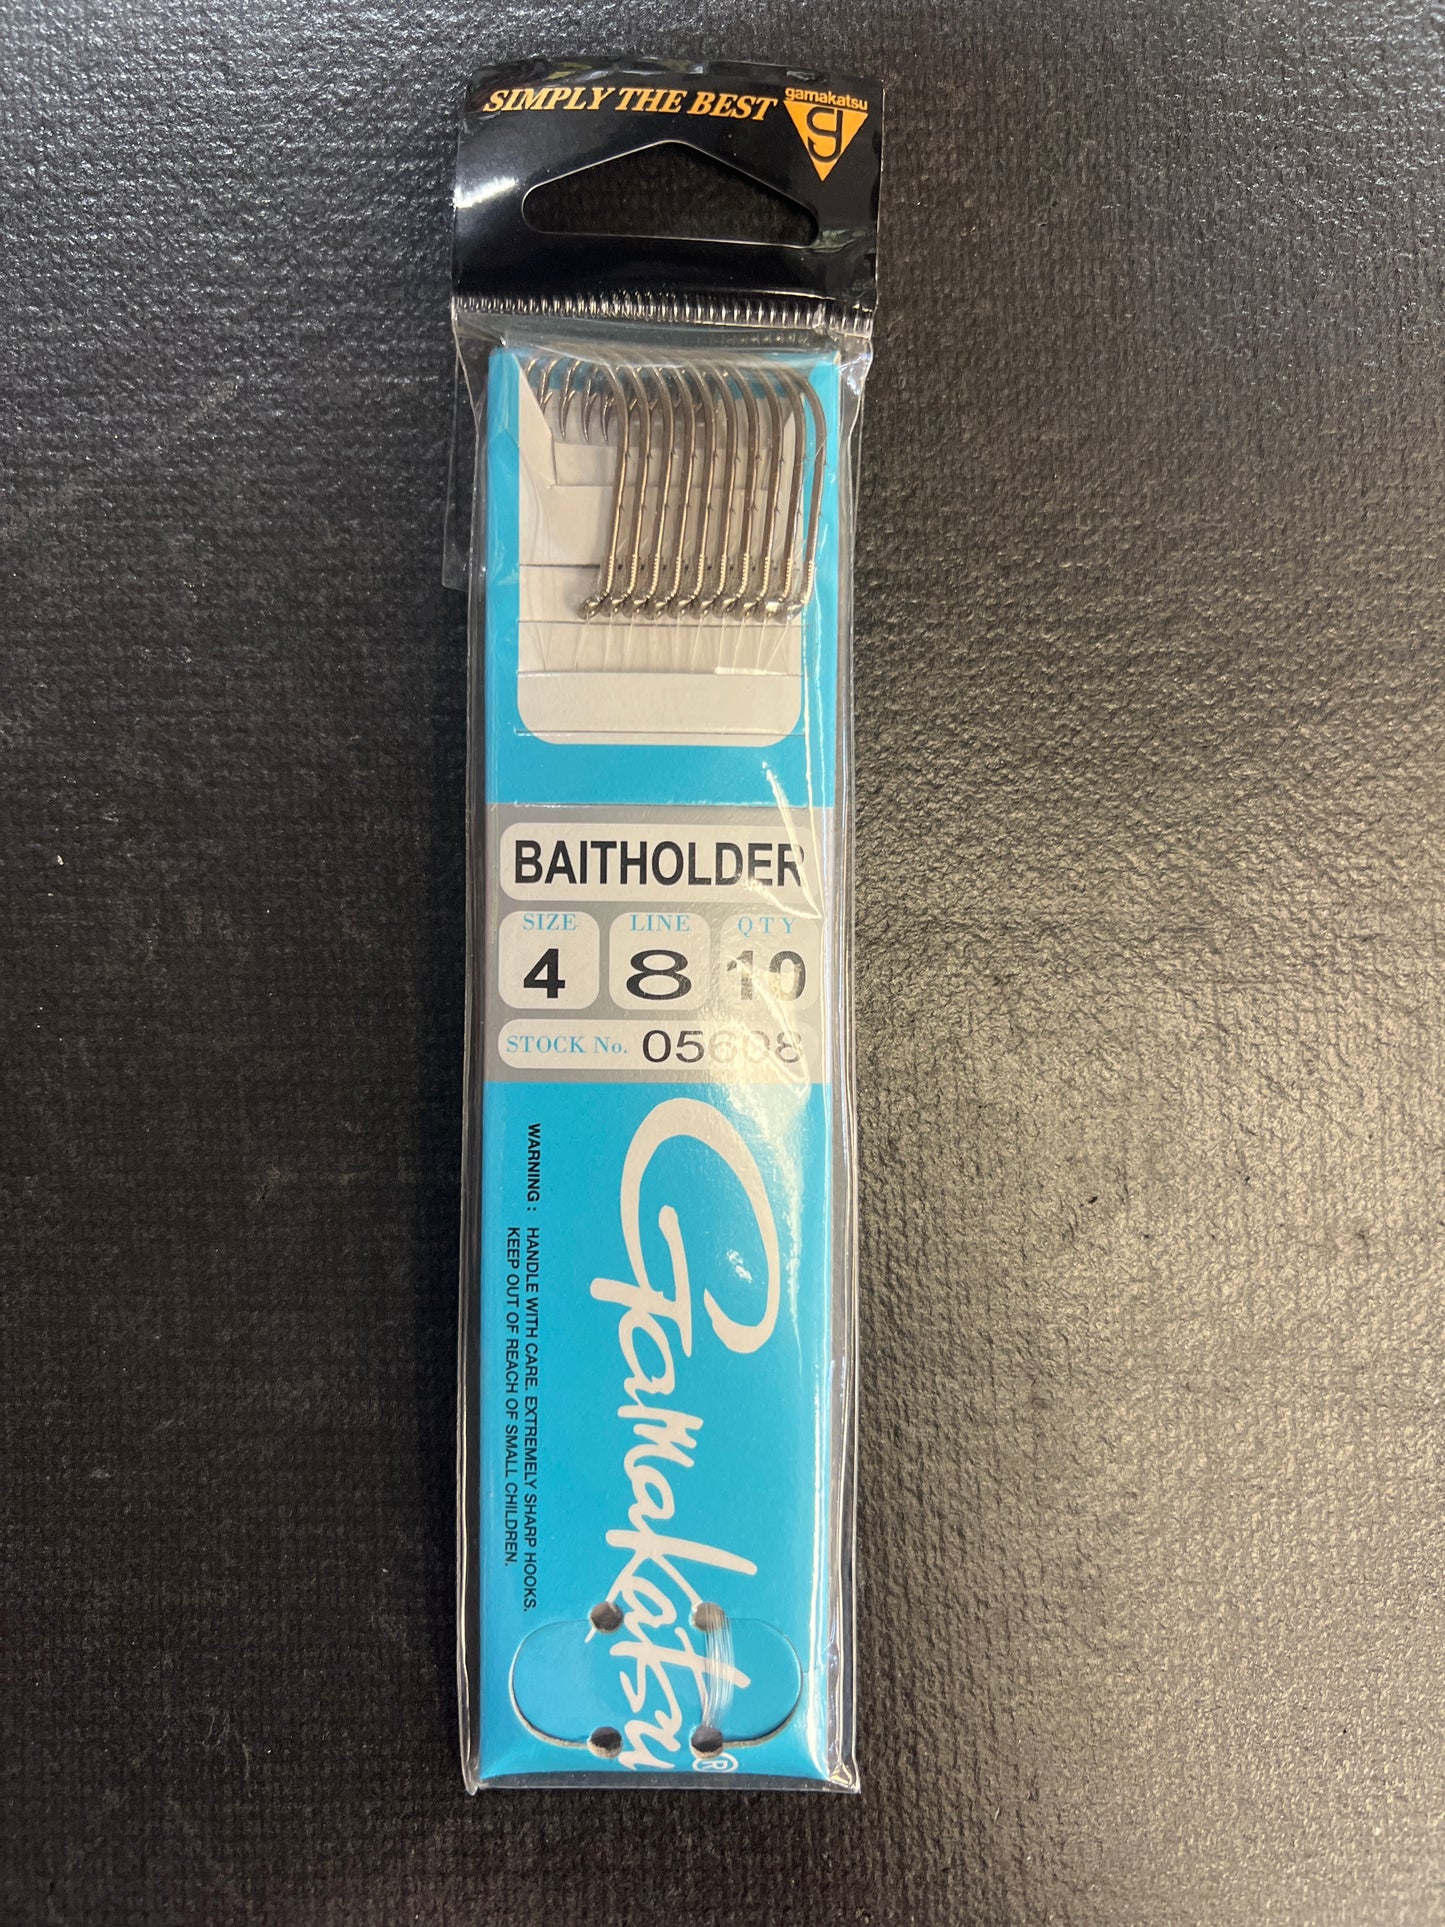 SIMPLY THE BEST
gamakatsu
BAITHOLDER
SIZE LINE QTY
4 8 10
STOCK No. 05608
WARNING : HANDLE WITH CARE. EXTREMELY SHARP HOOKS.
KEEP OUT OF REACH OF SMALL CHILDREN.
Gamakatsu®